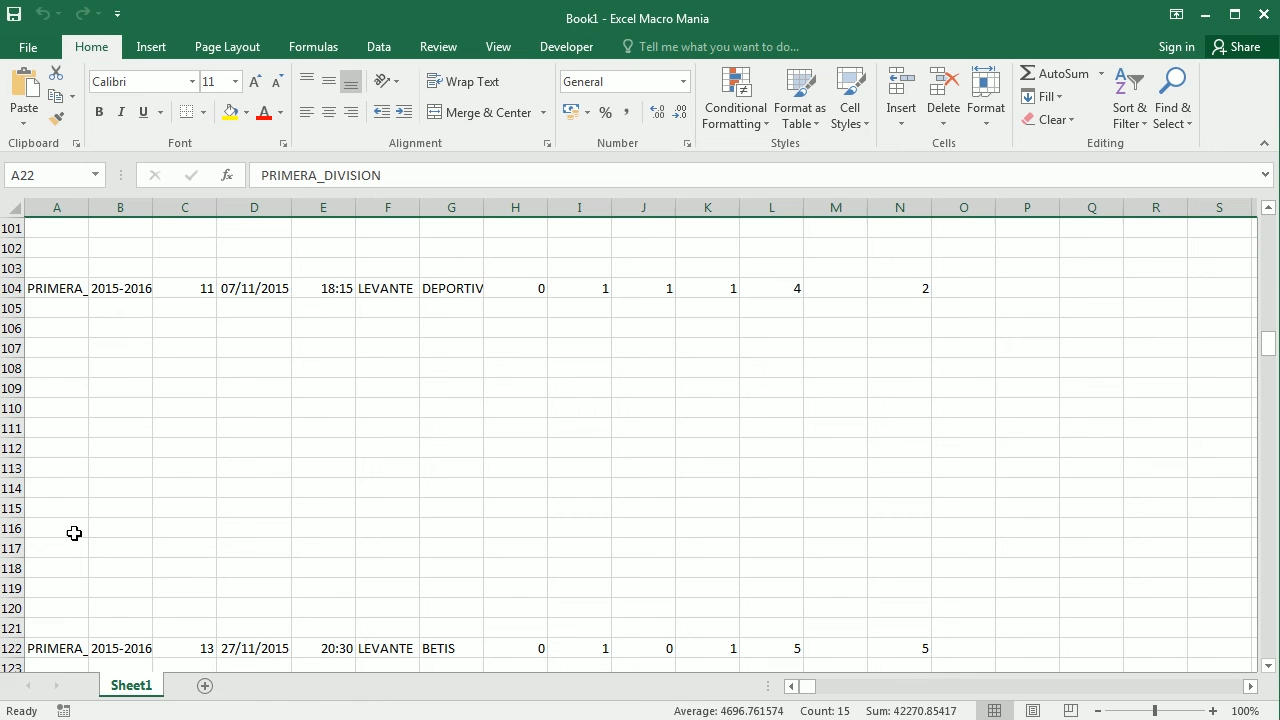 Book1 - Excel Macro Mania
File Home Insert Page Layout Formulas Data Review View Developer Tell me what you want to do... Sign in Share
Paste
Clipboard
Calibri 11
B I U
Font
Wrap Text
Merge & Center
Alignment
General
% ,
Number
Conditional Formatting
Format as Table
Cell Styles
Styles
Insert
Delete
Format
Cells
AutoSum
Fill
Clear
Sort & Filter
Find & Select
Editing
A22 fx PRIMERA_DIVISION
A B C D E F G H I J K L M N O P Q R S
101
102
103
104 PRIMERA_ 2015-2016 11 07/11/2015 18:15 LEVANTE DEPORTIV 0 1 1 1 4 2
105
106
107
108
109
110
111
112
113
114
115
116
117
118
119
120
121
122 PRIMERA_ 2015-2016 13 27/11/2015 20:30 LEVANTE BETIS 0 1 0 1 5 5
123
Sheet1
Ready Average: 4696.761574 Count: 15 Sum: 42270.85417 100%